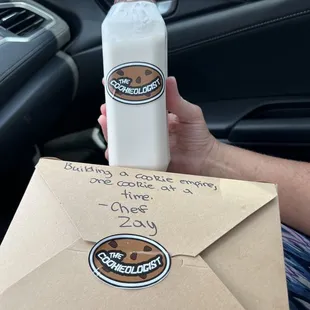 THE
COOKIEOLOGIST
Building a cookie empire,
one cookie at a
time.
-Chef
Zay
THE
COOKIEOLOGIST